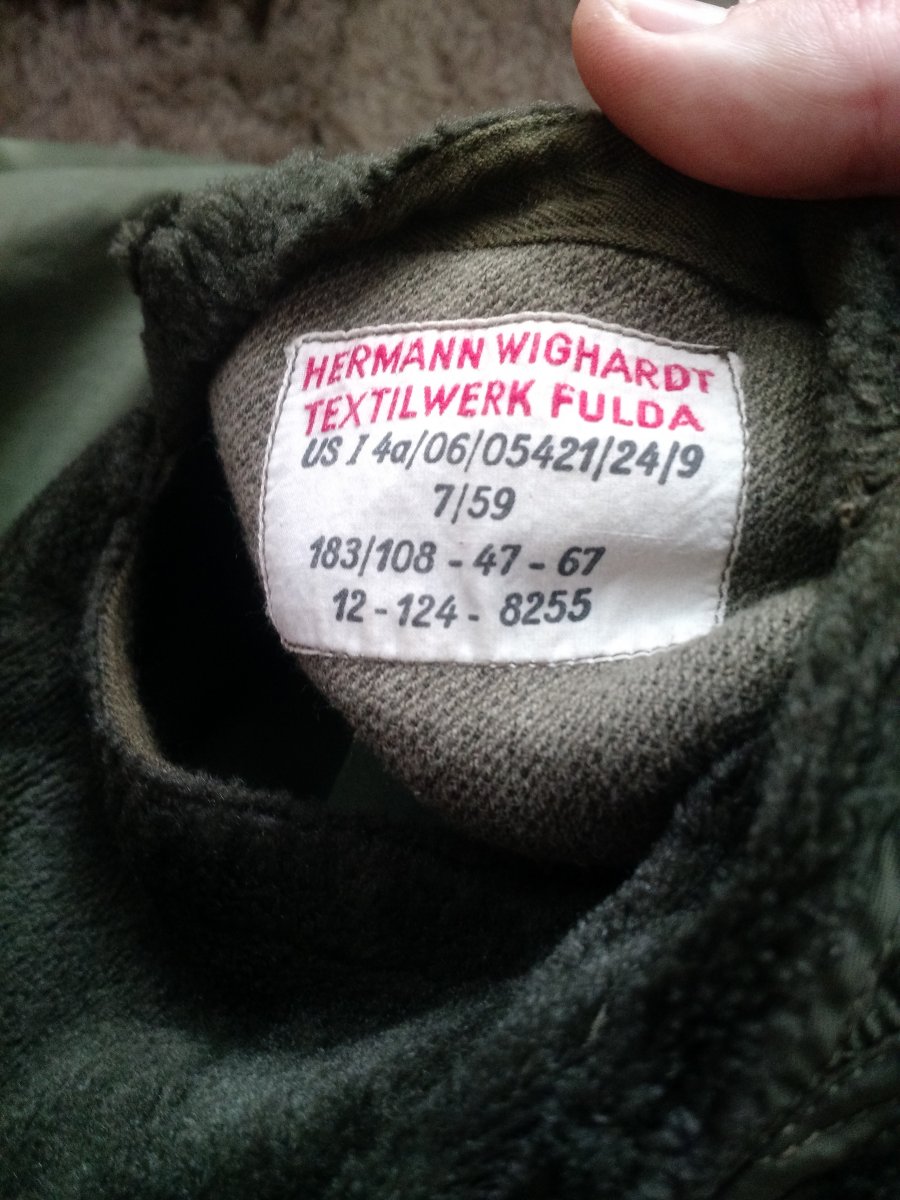 HERMANN WIGHARDT
TEXTILWERK FULDA
US I 4a/06/05421/24/9
7/59
183/108 - 47 - 67
12 - 124 - 8255